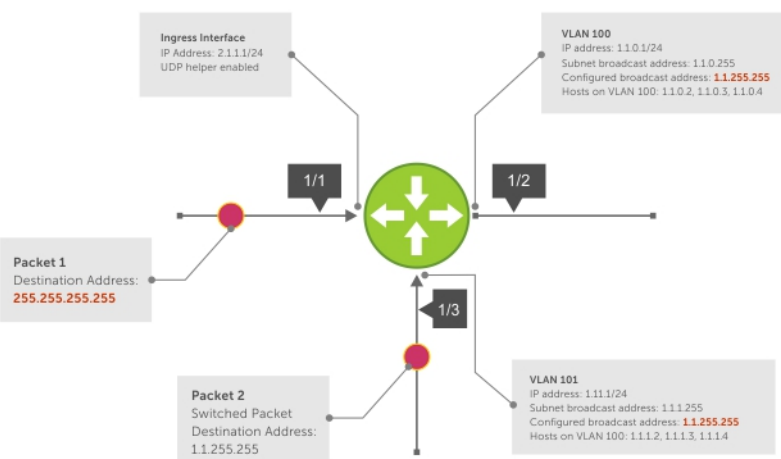 Ingress Interface
IP Address: 2.1.1.1/24
UDP helper enabled
VLAN 100
IP address: 1.1.0.1/24
Subnet broadcast address: 1.1.0.255
Configured broadcast address: 1.1.255.255
Hosts on VLAN 100: 1.1.0.2, 1.1.0.3, 1.1.0.4
1/1
1/2
Packet 1
Destination Address:
255.255.255.255
1/3
Packet 2
Switched Packet
Destination Address:
1.1.255.255
VLAN 101
IP address: 1.11.1/24
Subnet broadcast address: 1.1.1.255
Configured broadcast address: 1.1.255.255
Hosts on VLAN 100: 1.1.1.2, 1.1.1.3, 1.1.1.4